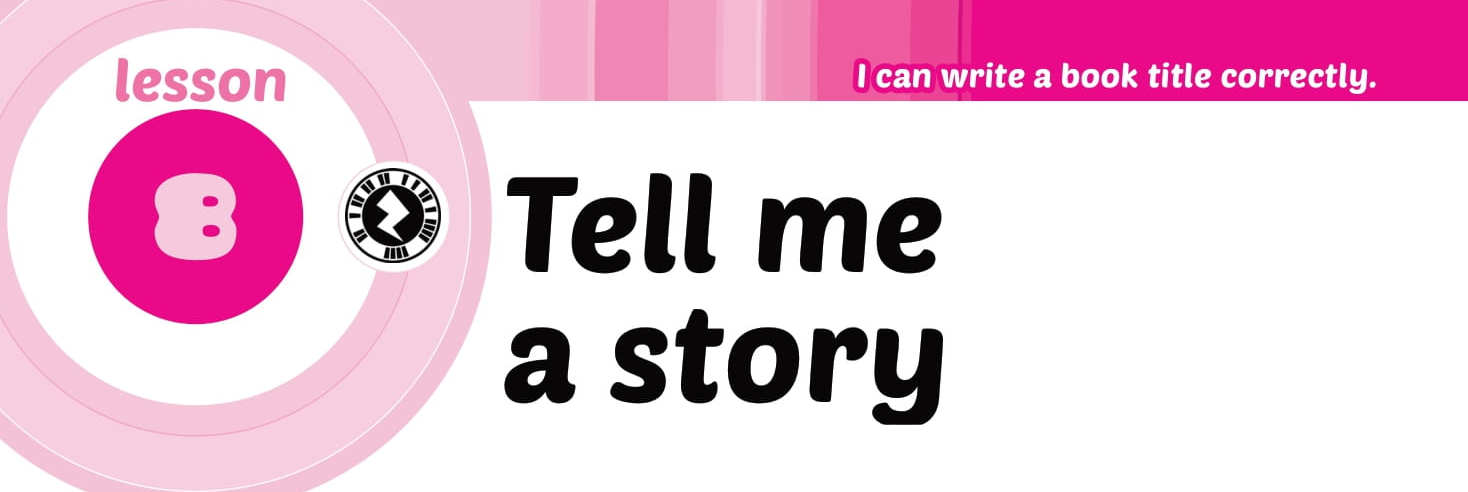 lesson
8
I can write a book title correctly.
Tell me
a story